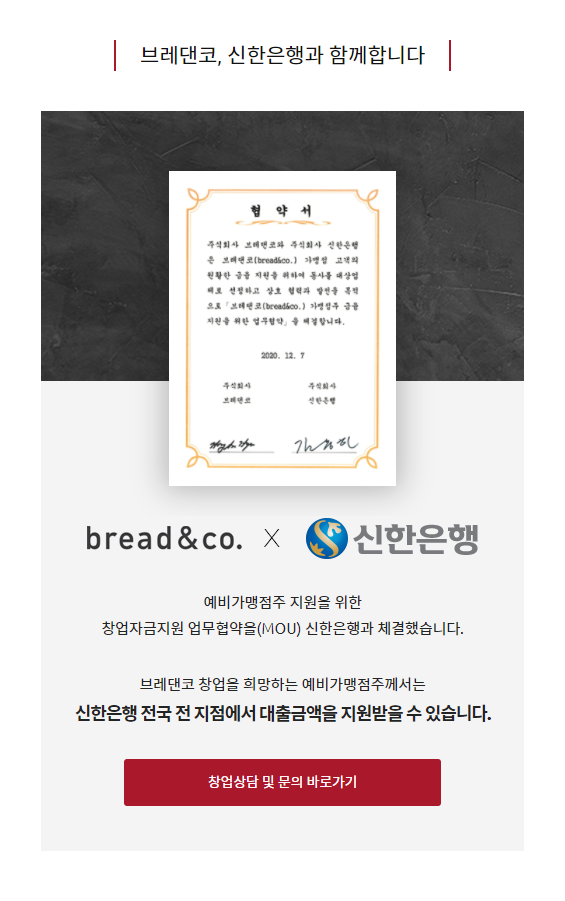 브레댄코, 신한은행과 함께합니다
협 약 서
주식회사 브레댄코와 주식회사 신한은행
은 브레댄코(bread&co.) 가맹점 고객의
원활한 금융 지원을 위하여 동사를 대상업
체로 선정하고 상호 협력과 발전을 목적
으로 「브레댄코(bread&co.) 가맹점주 금융
지원을 위한 업무협약」을 체결합니다.
2020. 12. 7
주식회사 주식회사
브레댄코 신한은행
bread&co. X 신한은행
예비가맹점주 지원을 위한
창업자금지원 업무협약을(MOU) 신한은행과 체결했습니다.
브레댄코 창업을 희망하는 예비가맹점주께서는
신한은행 전국 전 지점에서 대출금액을 지원받을 수 있습니다.
창업상담 및 문의 바로가기